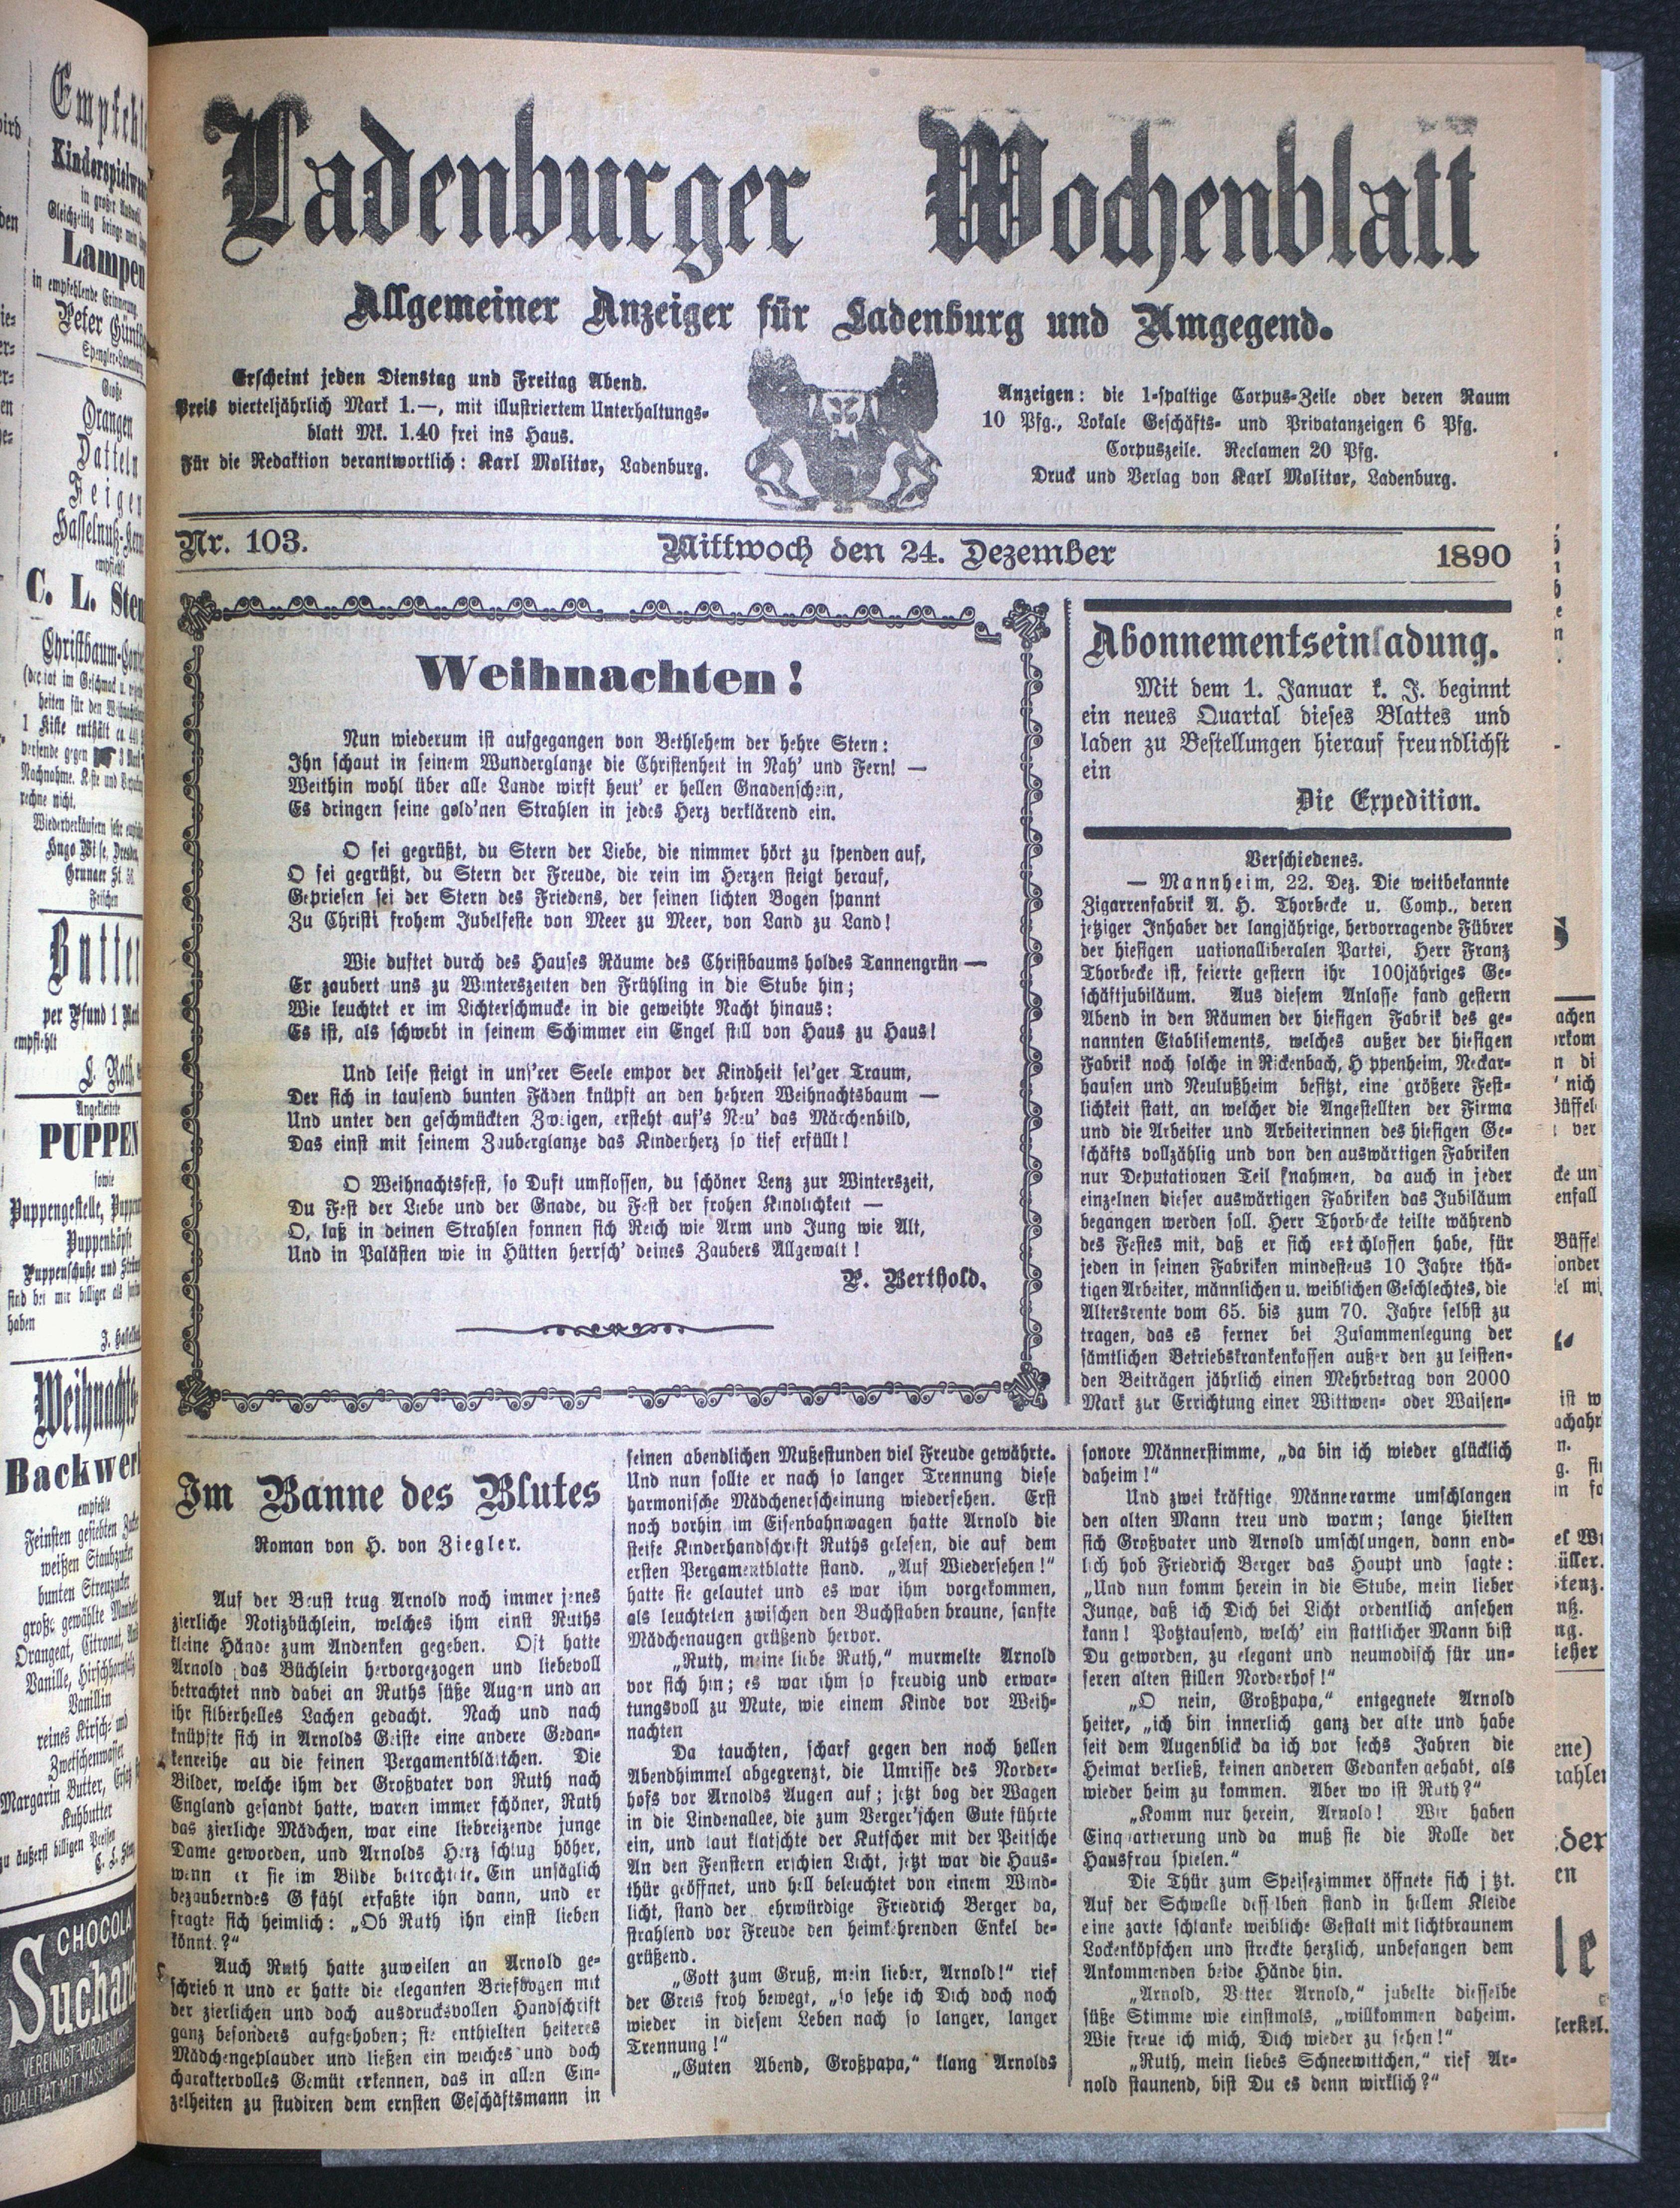 Ladenburger Wochenblatt
Allgemeiner Anzeiger für Ladenburg und Umgegend.
Erscheint jeden Dienstag und Freitag Abend.
Preis vierteljährlich Mark 1.—, mit illustriertem Unterhaltungs-
blatt Mk. 1.40 frei ins Haus.
Für die Redaktion verantwortlich: Karl Molitor, Ladenburg.
Anzeigen: die 1-spaltige Corpus-Zeile oder deren Raum
10 Pfg., Lokale Geschäfts- und Privatanzeigen 6 Pfg.
Corpuszeile. Reclamen 20 Pfg.
Druck und Verlag von Karl Molitor, Ladenburg.
Nr. 103. Mittwoch den 24. Dezember 1890
Weihnachten!
Nun wiederum ist aufgegangen von Bethlehem der hehre Stern:
Ihn schaut in seinem Wunderglanze die Christenheit in Nah' und Fern! —
Weithin wohl über alle Lande wirft heut' er hellen Gnadenschein,
Es dringen seine gold'nen Strahlen in jedes Herz verklärend ein.
O sei gegrüßt, du Stern der Liebe, die nimmer hört zu spenden auf,
O sei gegrüßt, du Stern der Freude, die rein im Herzen steigt herauf,
Gepriesen sei der Stern des Friedens, der seinen lichten Bogen spannt
Zu Christi frohem Jubelfeste von Meer zu Meer, von Land zu Land!
Wie duftet durch des Hauses Räume des Christbaums holdes Tannengrün —
Er zaubert uns zu Winterszeiten den Frühling in die Stube hin;
Wie leuchtet er im Lichterschmucke in die geweihte Nacht hinaus:
Es ist, als schwebt in seinem Schimmer ein Engel still von Haus zu Haus!
Und leise steigt in uns'rer Seele empor der Kindheit sel'ger Traum,
Der sich in tausend bunten Fäden knüpft an den hehren Weihnachtsbaum —
Und unter den geschmückten Zweigen, ersteht auf's Neu' das Märchenbild,
Das einst mit seinem Zauberglanze das Kinderherz so tief erfüllt!
O Weihnachtsfest, so Duft umflossen, du schöner Lenz zur Winterszeit,
Du Fest der Liebe und der Gnade, du Fest der frohen Kindlichkeit —
O, laß in deinen Strahlen sonnen sich Reich wie Arm und Jung wie Alt,
Und in Palästen wie in Hütten herrsch' deines Zaubers Allgewalt!
P. Berthold.
Abonnementseinladung.
Mit dem 1. Januar k. J. beginnt
ein neues Quartal dieses Blattes und
laden zu Bestellungen hierauf freundlichst
ein
Die Expedition.
Verschiedenes.
— Mannheim, 22. Dez. Die weitbekannte
Zigarrenfabrik A. H. Thorbecke u. Comp., deren
jetziger Inhaber der langjährige, hervorragende Führer
der hiesigen nationalliberalen Partei, Herr Franz
Thorbecke ist, feierte gestern ihr 100jähriges Ge-
schäftjubiläum. Aus diesem Anlasse fand gestern
Abend in den Räumen der hiesigen Fabrik des ge-
nannten Etablisements, welches außer der hiesigen
Fabrik noch solche in Rickenbach, H ppenheim, Neckar-
hausen und Neulußheim besitzt, eine größere Fest-
lichkeit statt, an welcher die Angestellten der Firma
und die Arbeiter und Arbeiterinnen des hiesigen Ge-
schäfts vollzählig und von den auswärtigen Fabriken
nur Deputationen Teil nahmen, da auch in jeder
einzelnen dieser auswärtigen Fabriken das Jubiläum
begangen werden soll. Herr Thorbecke teilte während
des Festes mit, daß er sich ent chlossen habe, für
jeden in seinen Fabriken mindestens 10 Jahre thä-
tigen Arbeiter, männlichen u. weiblichen Geschlechtes, die
Altersrente vom 65. bis zum 70. Jahre selbst zu
tragen, das es ferner bei Zusammenlegung der
sämtlichen Betriebskrankenkassen außer den zu leisten-
den Beiträgen jährlich einen Mehrbetrag von 2000
Mark zur Errichtung einer Wittwen- oder Waisen-
Im Banne des Blutes
Roman von H. von Ziegler.
Auf der Brust trug Arnold noch immer jenes
zierliche Notizbüchlein, welches ihm einst Ruths
kleine Hände zum Andenken gegeben. Oft hatte
Arnold das Büchlein hervorgezogen und liebevoll
betrachtet nnd dabei an Ruths süße Augen und an
ihr silberhelles Lachen gedacht. Nach und nach
knüpfte sich in Arnolds Geiste eine andere Gedan-
kenreihe an die feinen Pergamentblättchen. Die
Bilder, welche ihm der Großvater von Ruth nach
England gesandt hatte, waren immer schöner, Ruth
das zierliche Mädchen, war eine liebreizende junge
Dame geworden, und Arnolds Herz schlug höher,
wenn er sie im Bilde betrachtete. Ein unsäglich
bezauberndes G fühl erfaßte ihn dann, und er
fragte sich heimlich: „Ob Ruth ihn einst lieben
könnt ?“
Auch Ruth hatte zuweilen an Arnold ge-
schrieb n und er hatte die eleganten Briefbogen mit
der zierlichen und doch ausdrucksvollen Handschrift
ganz besonders aufgehoben; sie enthielten heiteres
Mädchengeplauder und ließen ein weiches und doch
charaktervolles Gemüt erkennen, das in allen Ein-
zelheiten zu studiren dem ernsten Geschäftsmann in
seinen abendlichen Mußestunden viel Freude gewährte.
Und nun sollte er nach so langer Trennung diese
harmonische Mädchenerscheinung wiedersehen. Erst
noch vorhin im Eisenbahnwagen hatte Arnold die
steife Kinderhandschrift Ruths gelesen, die auf dem
ersten Pergamentblatte stand. „Auf Wiedersehen!“
hatte sie gelautet und es war ihm vorgekommen,
als leuchteten zwischen den Buchstaben braune, sanfte
Mädchenaugen grüßend hervor.
„Ruth, meine liebe Ruth,“ murmelte Arnold
vor sich hin; es war ihm so freudig und erwar-
tungsvoll zu Mute, wie einem Kinde vor Weih-
nachten
Da tauchten, scharf gegen den noch hellen
Abendhimmel abgegrenzt, die Umrisse des Norder-
hofs vor Arnolds Augen auf; jetzt bog der Wagen
in die Lindenallee, die zum Berger'schen Gute führte
ein, und laut klatschte der Kutscher mit der Peitsche
An den Fenstern erschien Licht, jetzt war die Haus-
thür geöffnet, und hell beleuchtet von einem Wind-
licht, stand der ehrwürdige Friedrich Berger da,
strahlend vor Freude den heimkehrenden Enkel be-
grüßend.
„Gott zum Gruß, mein lieber, Arnold!“ rief
der Greis froh bewegt, „so sehe ich Dich doch noch
wieder in diesem Leben nach so langer, langer
Trennung!“
„Guten Abend, Großpapa,“ klang Arnolds
sonore Männerstimme, „da bin ich wieder glücklich
daheim!“
Und zwei kräftige Männerarme umschlangen
den alten Mann treu und warm; lange hielten
sich Großvater und Arnold umschlungen, dann end-
lich hob Friedrich Berger das Haupt und sagte:
„Und nun komm herein in die Stube, mein lieber
Junge, daß ich Dich bei Licht ordentlich ansehen
kann! Potztausend, welch' ein stattlicher Mann bist
Du geworden, zu elegant und neumodisch für un-
seren alten stillen Norderhof!“
„O nein, Großpapa,“ entgegnete Arnold
heiter, „ich bin innerlich ganz der alte und habe
seit dem Augenblick da ich vor sechs Jahren die
Heimat verließ, keinen anderen Gedanken gehabt, als
wieder heim zu kommen. Aber wo ist Ruth?“
„Komm nur herein, Arnold! Wir haben
Einq artierung und da muß sie die Rolle der
Hausfrau spielen.“
Die Thür zum Speisezimmer öffnete sich j tzt.
Auf der Schwelle dess lben stand in hellem Kleide
eine zarte schlanke weibliche Gestalt mit lichtbraunem
Lockenköpfchen und streckte herzlich, unbefangen dem
Ankommenden beide Hände hin.
„Arnold, Vetter Arnold,“ jubelte dieselbe
süße Stimme wie einstmals, „willkommen daheim.
Wie freue ich mich, Dich wieder zu sehen!“
„Ruth, mein liebes Schneewittchen,“ rief Ar-
nold staunend, bist Du es denn wirklich?“
Lampen
Orangen
Datteln
Feigen
C. L.
per Pfund 1
empfiehlt
PUPPEN
sowie
Puppengestelle,
Puppenköpfe
Puppenschuhe und
find bei mir billiger als
haben
empfehle
Feinsten gesiebten
weißen Staubzucker
bunten Streuzucker
Orangeat, Citronat,
Vanille,
Vanillin
reines Kirsch- und
Zwetschenwasser
Margarin Butter,
Kuhbutter
zu äußerst billigen Preisen
CHOCOLA
Suchard
VEREINIGT VORZÜGLICHE
QUALITÄT MIT